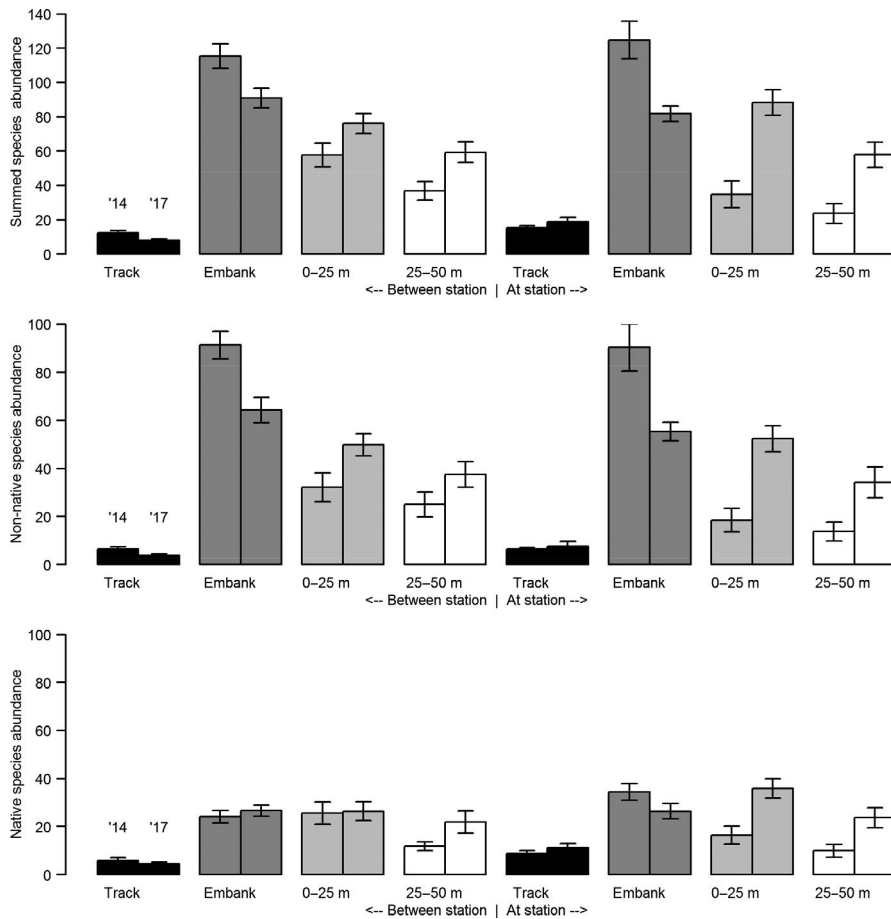 Summed species abundance
140
120
100
80
60
40
20
0
'14 '17
Track Embank 0–25 m 25–50 m Track Embank 0–25 m 25–50 m
<-- Between station | At station -->
Non-native species abundance
100
80
60
40
20
0
'14 '17
Track Embank 0–25 m 25–50 m Track Embank 0–25 m 25–50 m
<-- Between station | At station -->
Native species abundance
100
80
60
40
20
0
'14 '17
Track Embank 0–25 m 25–50 m Track Embank 0–25 m 25–50 m
<-- Between station | At station -->